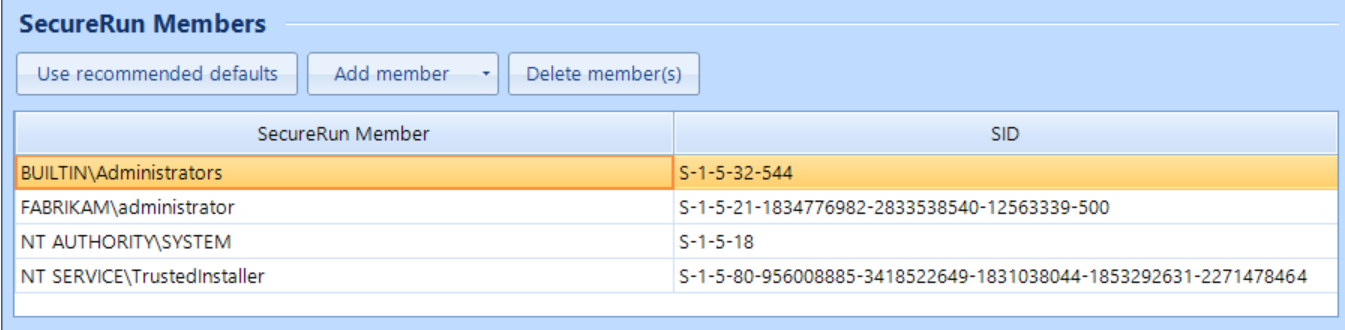 SecureRun Members
Use recommended defaults Add member Delete member(s)
SecureRun Member SID
BUILTIN\Administrators S-1-5-32-544
FABRIKAM\administrator S-1-5-21-1834776982-2833538540-12563339-500
NT AUTHORITY\SYSTEM S-1-5-18
NT SERVICE\TrustedInstaller S-1-5-80-956008885-3418522649-1831038044-1853292631-2271478464